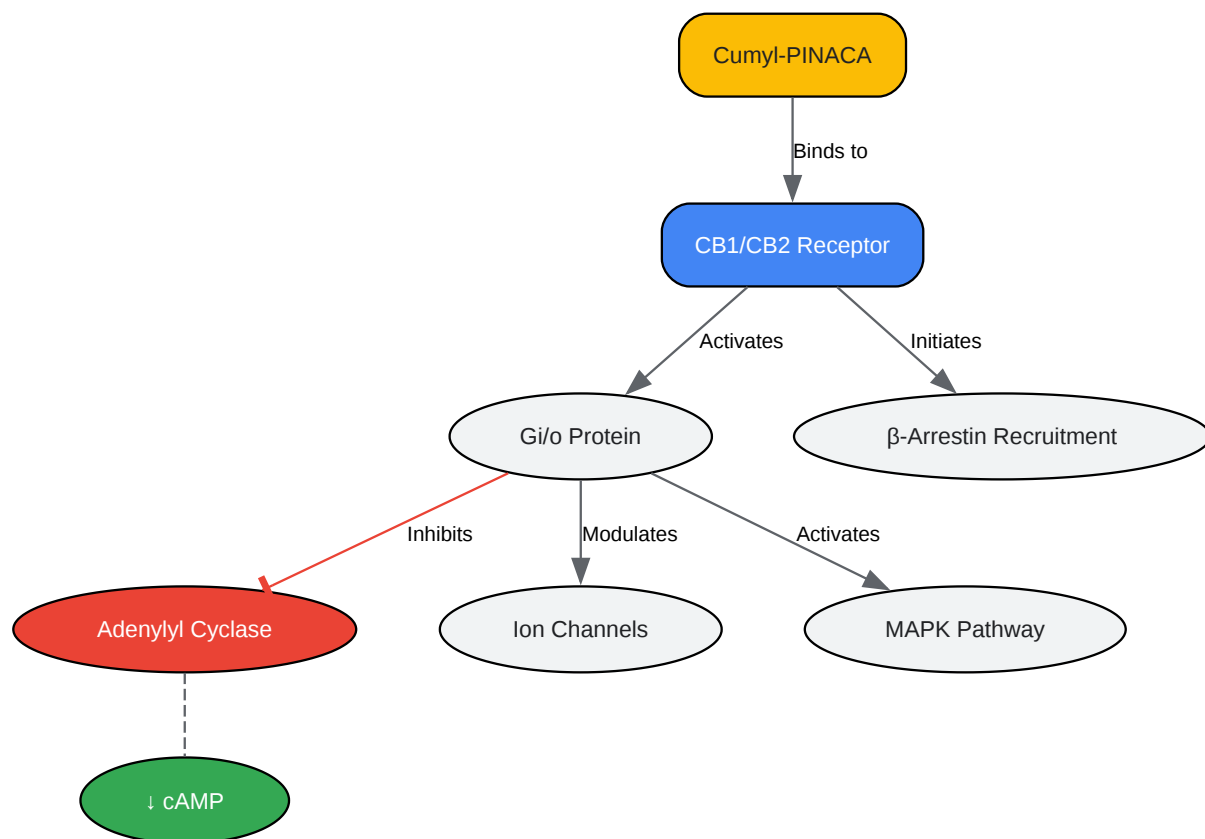 Cumyl-PINACA
Binds to
CB1/CB2 Receptor
Activates
Initiates
Gi/o Protein
β-Arrestin Recruitment
Inhibits
Modulates
Activates
Adenylyl Cyclase
Ion Channels
MAPK Pathway
↓ cAMP